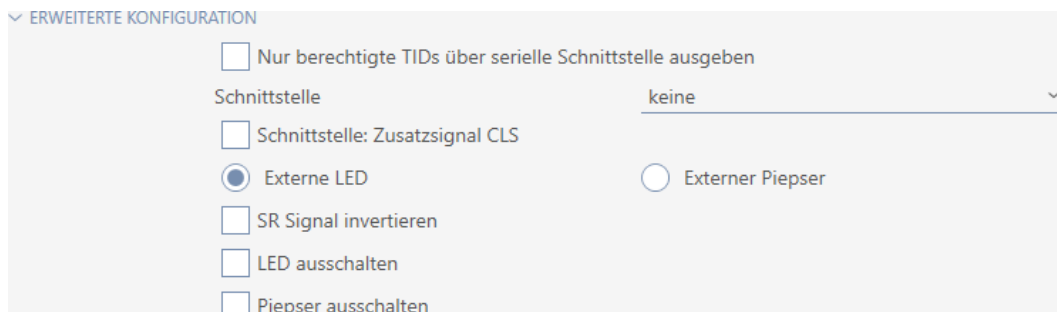 ERWEITERTE KONFIGURATION
Nur berechtigte TIDs über serielle Schnittstelle ausgeben
Schnittstelle keine
Schnittstelle: Zusatzsignal CLS
Externe LED Externer Piepser
SR Signal invertieren
LED ausschalten
Piepser ausschalten